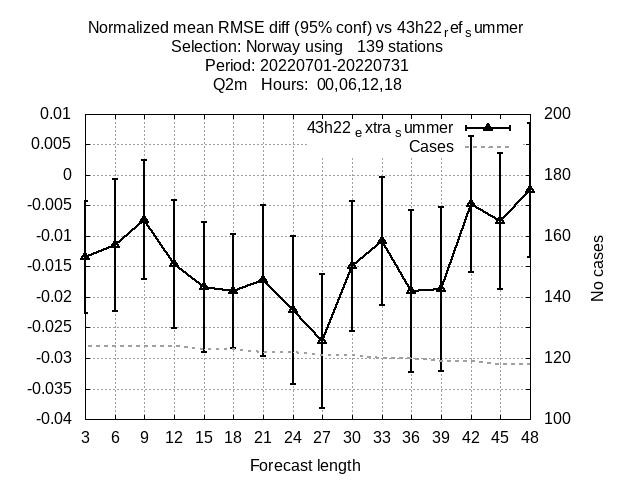 Normalized mean RMSE diff (95% conf) vs 43h22ᵣefₛummer
Selection: Norway using   139 stations
Period: 20220701-20220731
Q2m   Hours:  00,06,12,18
43h22ₑxtraₛummer
Cases
0.01
0.005
0
-0.005
-0.01
-0.015
-0.02
-0.025
-0.03
-0.035
-0.04
200
180
160
140
120
100
No cases
3 6 9 12 15 18 21 24 27 30 33 36 39 42 45 48
Forecast length